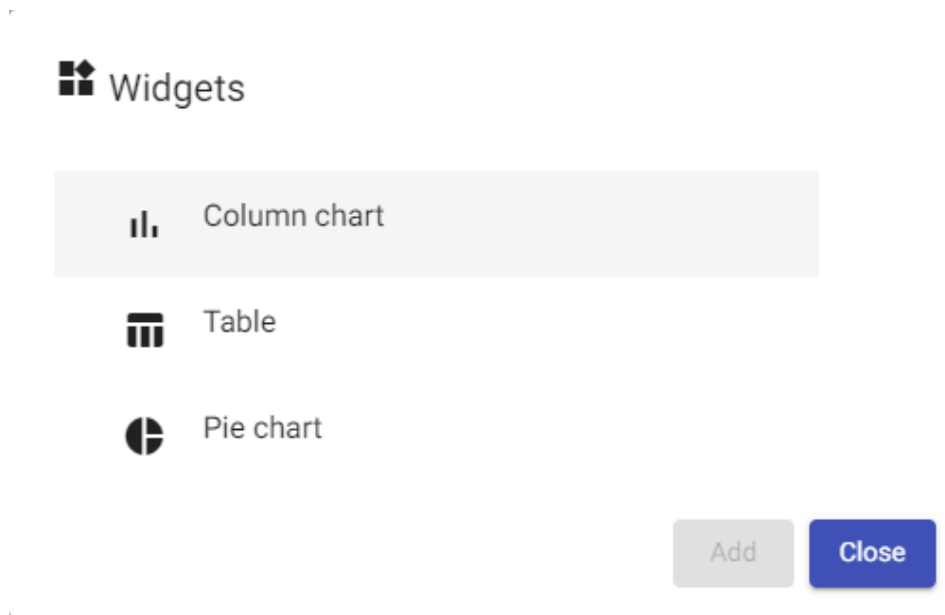 Widgets
Column chart
Table
Pie chart
Add
Close